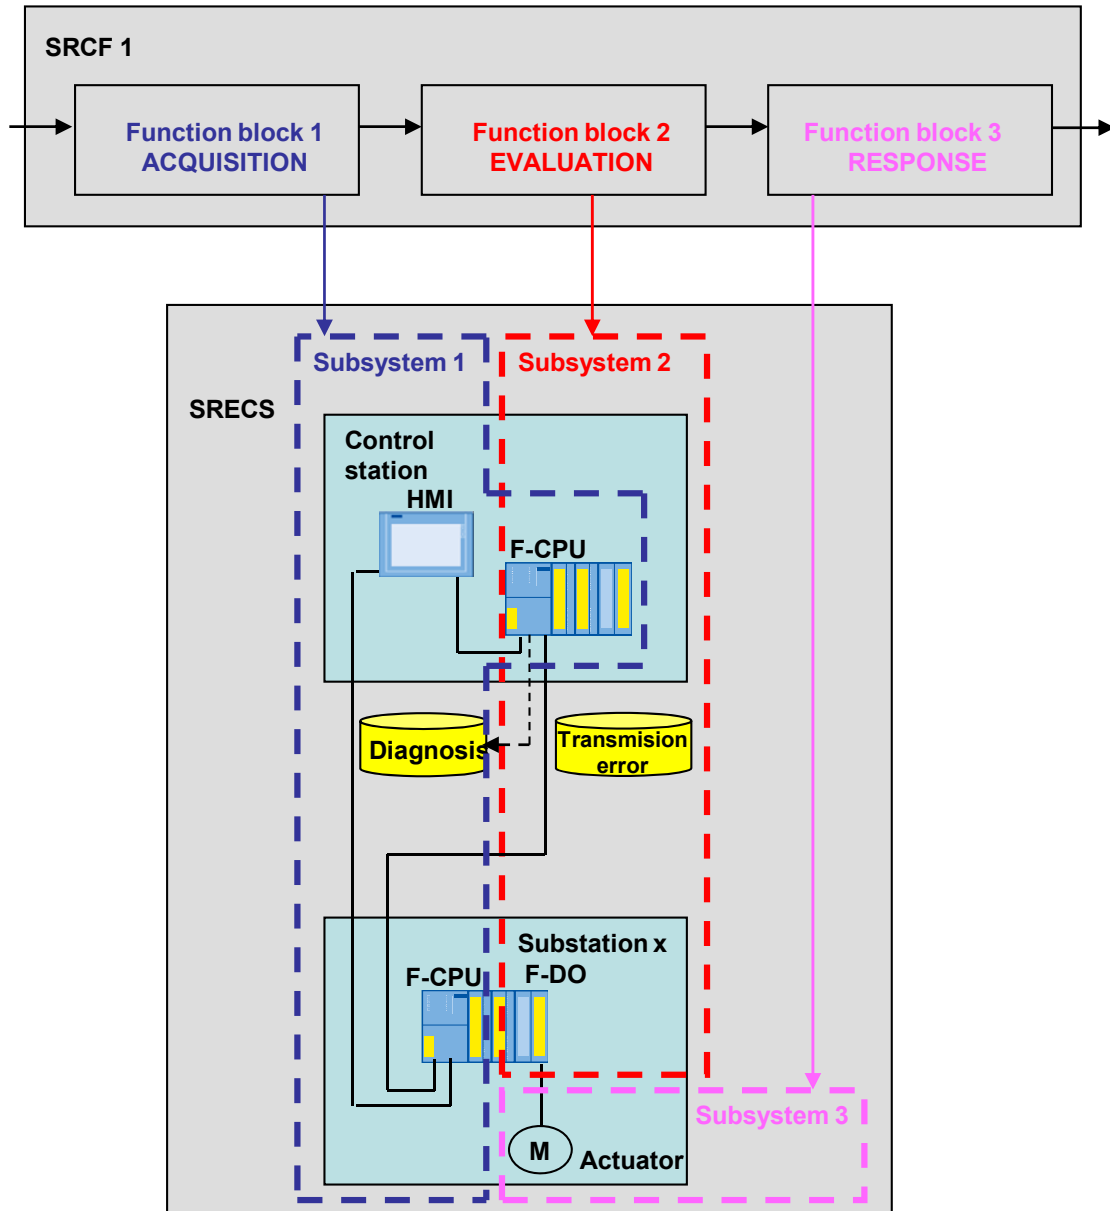 SRCF 1
Function block 1
ACQUISITION
Function block 2
EVALUATION
Function block 3
RESPONSE
Subsystem 1
Subsystem 2
SRECS
Control
station
HMI
F-CPU
Diagnosis
Transmision
error
Substation x
F-CPU
F-DO
Subsystem 3
M
Actuator